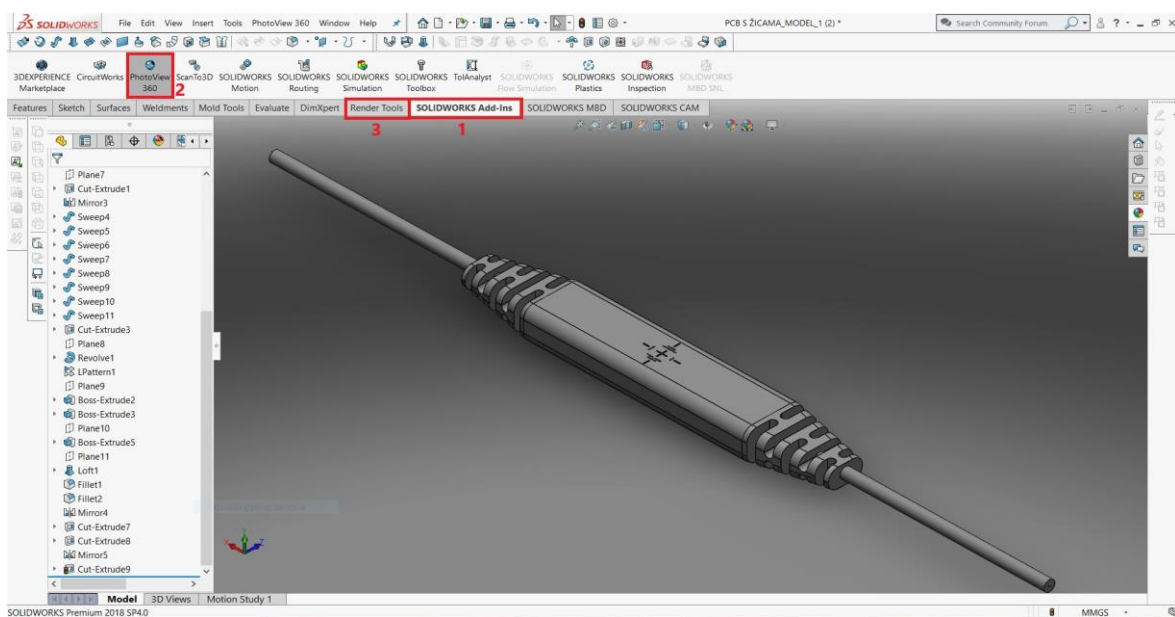 SOLIDWORKS File Edit View Insert Tools PhotoView 360 Window Help PCB S ŽICAMA_MODEL_1 (2) * Search Community Forum
3DEXPERIENCE Marketplace
CircuitWorks
PhotoView 360
ScanTo3D
SOLIDWORKS Motion
SOLIDWORKS Routing
SOLIDWORKS Simulation
SOLIDWORKS Toolbox
TolAnalyst
SOLIDWORKS Flow Simulation
SOLIDWORKS Plastics
SOLIDWORKS Inspection
SOLIDWORKS MBD SNL
2
Features Sketch Surfaces Weldments Mold Tools Evaluate DimXpert Render Tools SOLIDWORKS Add-Ins SOLIDWORKS MBD SOLIDWORKS CAM
3 1
Plane7
Cut-Extrude1
Mirror3
Sweep4
Sweep5
Sweep6
Sweep7
Sweep8
Sweep9
Sweep10
Sweep11
Cut-Extrude3
Plane8
Revolve1
LPattern1
Plane9
Boss-Extrude2
Boss-Extrude3
Plane10
Boss-Extrude5
Plane11
Loft1
Fillet1
Fillet2
Mirror4
Cut-Extrude7
Cut-Extrude8
Mirror5
Cut-Extrude9
Model 3D Views Motion Study 1
SOLIDWORKS Premium 2018 SP4.0 MMGS